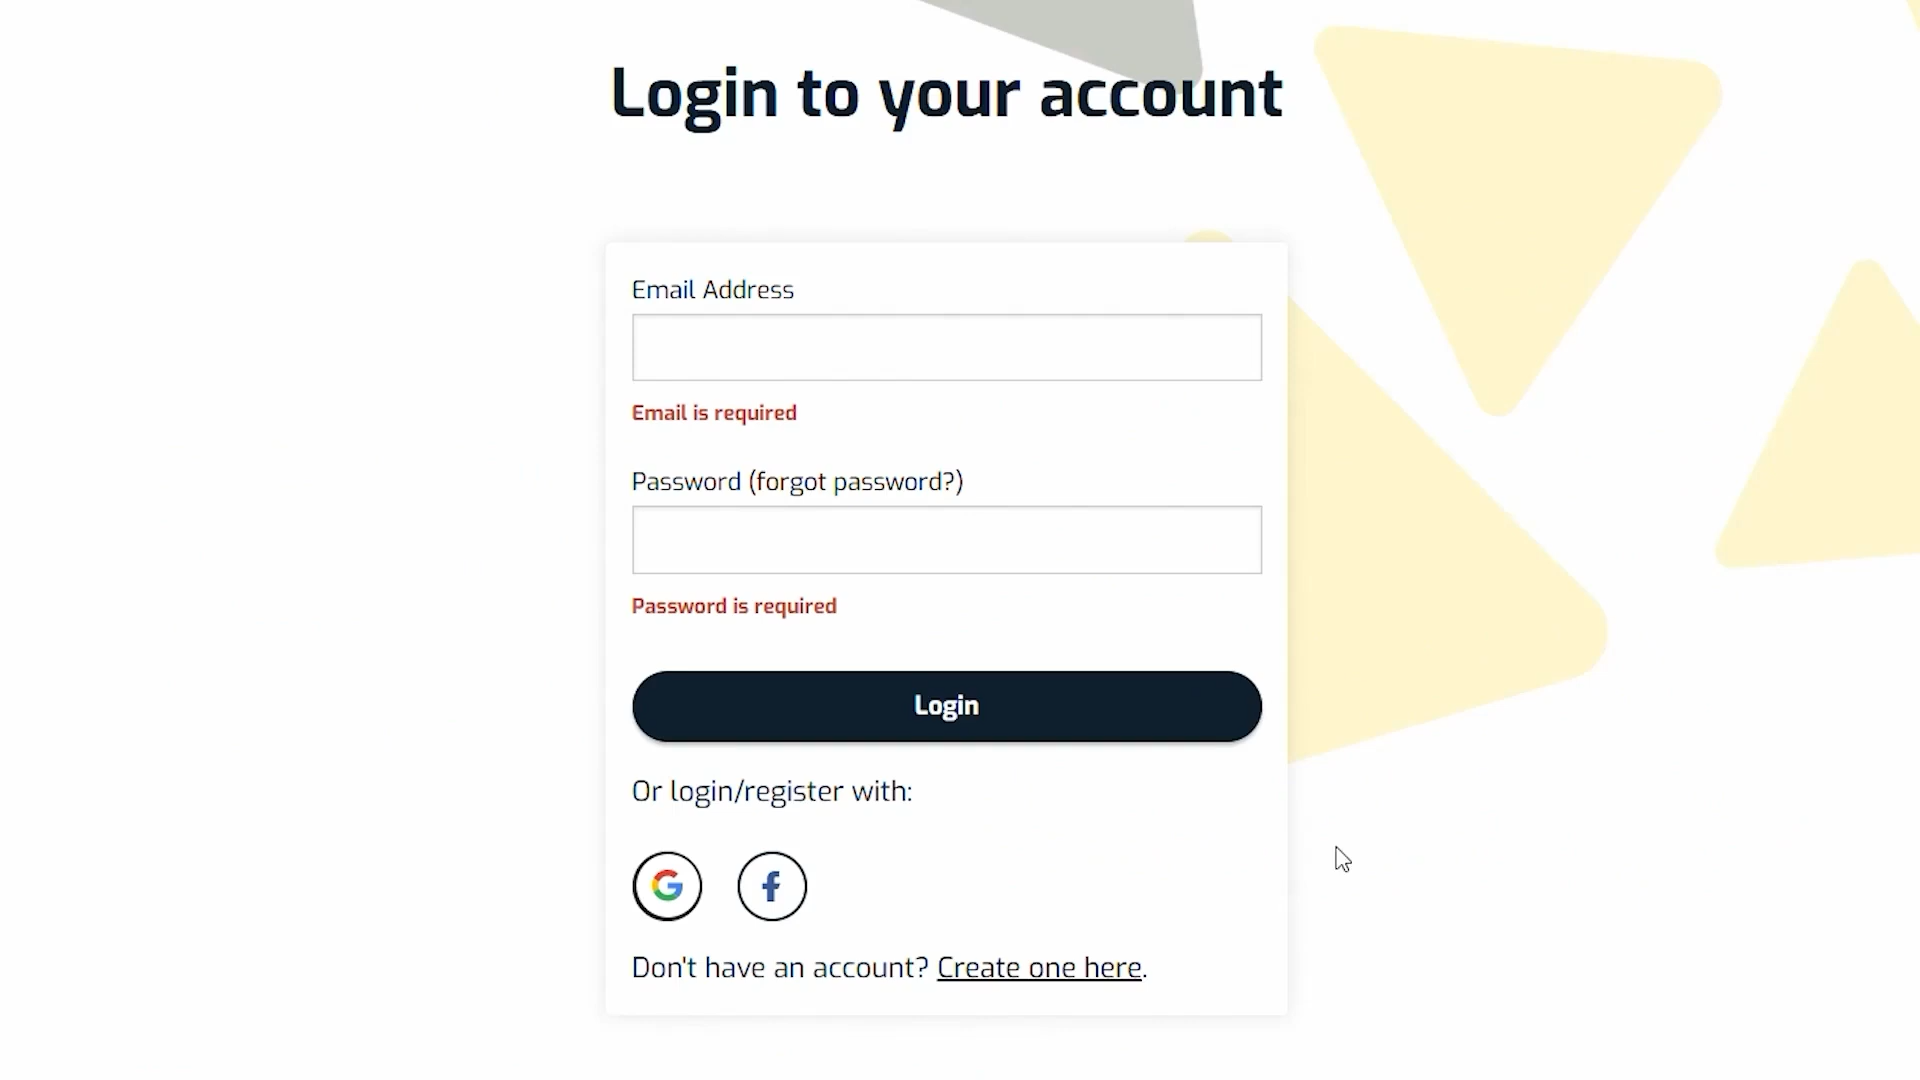 Login to your account
Email Address
Email is required
Password (forgot password?)
Password is required
Login
Or login/register with:
Don't have an account? Create one here.